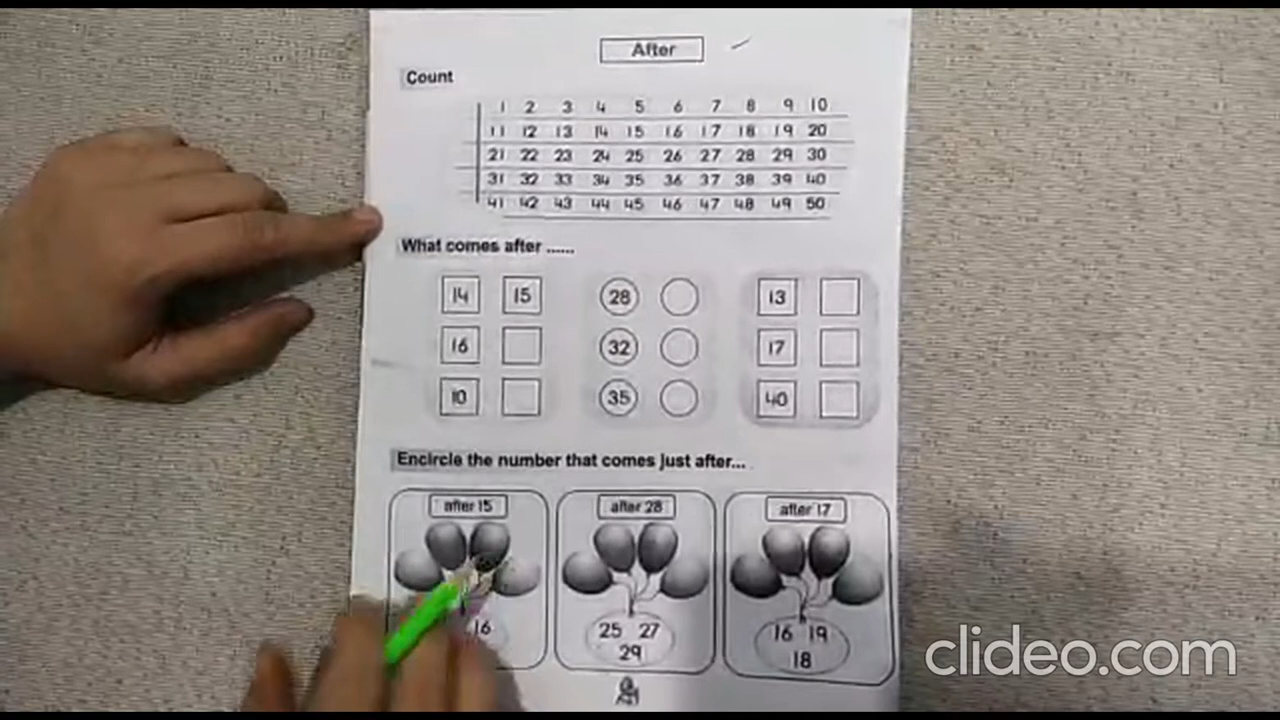 After
Count
1 2 3 4 5 6 7 8 9 10
11 12 13 14 15 16 17 18 19 20
21 22 23 24 25 26 27 28 29 30
31 32 33 34 35 36 37 38 39 40
41 42 43 44 45 46 47 48 49 50
What comes after ......
14 15 28 13
16 32 17
10 35 40
Encircle the number that comes just after...
after 15 after 28 after 17
16 25 27 16 19
29 18
clideo.com